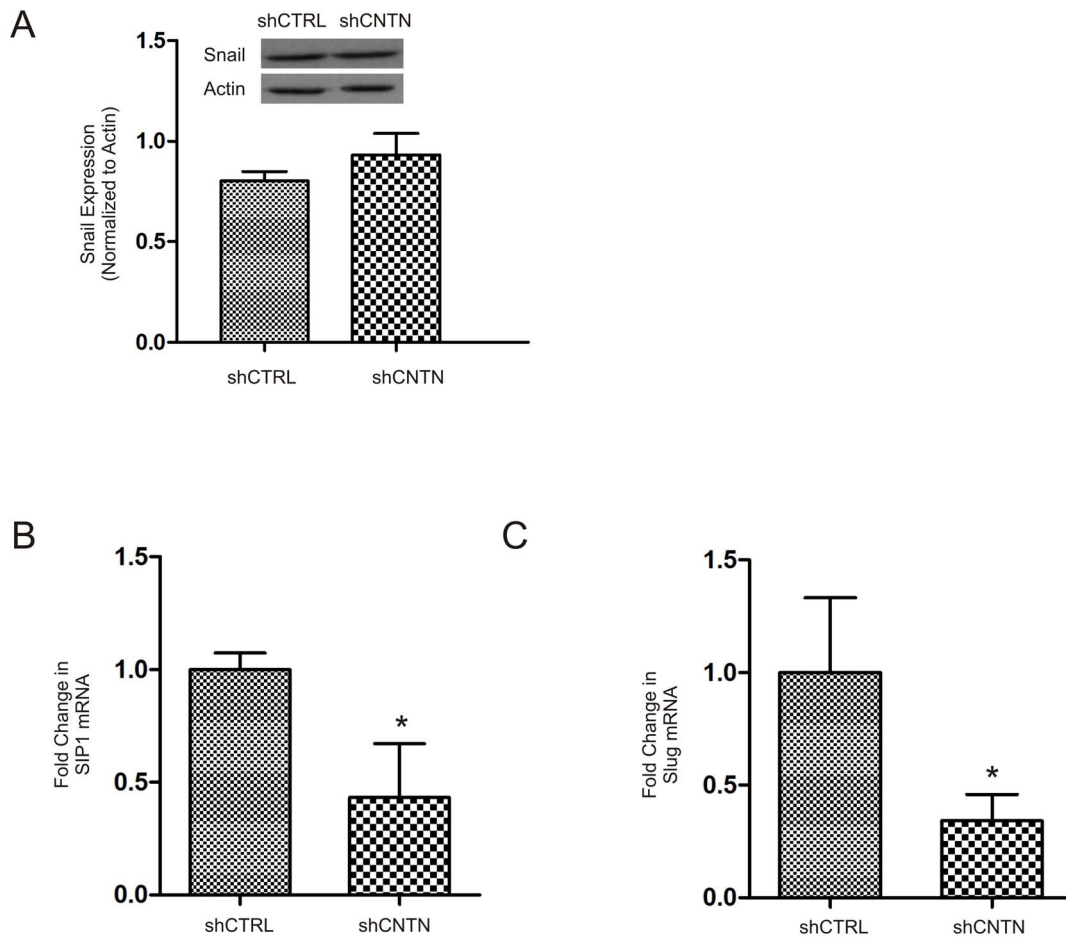 A
shCTRL shCNTN
Snail
Actin
1.5
1.0
0.5
0.0
Snail Expression
(Normalized to Actin)
shCTRL
shCNTN
B
1.5
1.0
0.5
0.0
Fold Change in
SIP1 mRNA
*
shCTRL
shCNTN
C
1.5
1.0
0.5
0.0
Fold Change in
Slug mRNA
*
shCTRL
shCNTN